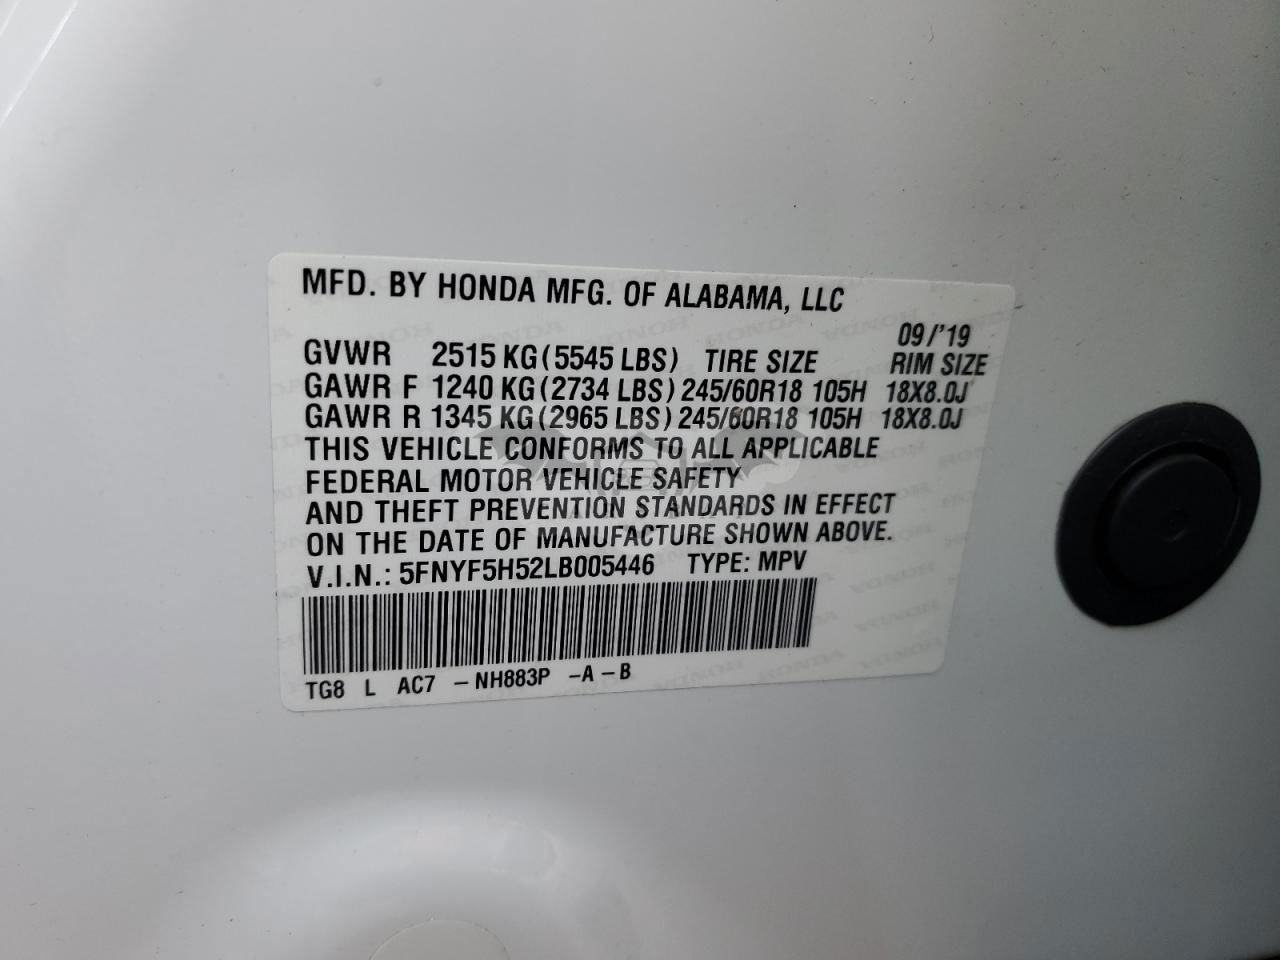 MFD. BY HONDA MFG. OF ALABAMA, LLC
09/'19
GVWR 2515 KG (5545 LBS) TIRE SIZE RIM SIZE
GAWR F 1240 KG (2734 LBS) 245/60R18 105H 18X8.0J
GAWR R 1345 KG (2965 LBS) 245/60R18 105H 18X8.0J
THIS VEHICLE CONFORMS TO ALL APPLICABLE
FEDERAL MOTOR VEHICLE SAFETY
AND THEFT PREVENTION STANDARDS IN EFFECT
ON THE DATE OF MANUFACTURE SHOWN ABOVE.
V.I.N.: 5FNYF5H52LB005446 TYPE: MPV
TG8 L AC7 -NH883P -A-B